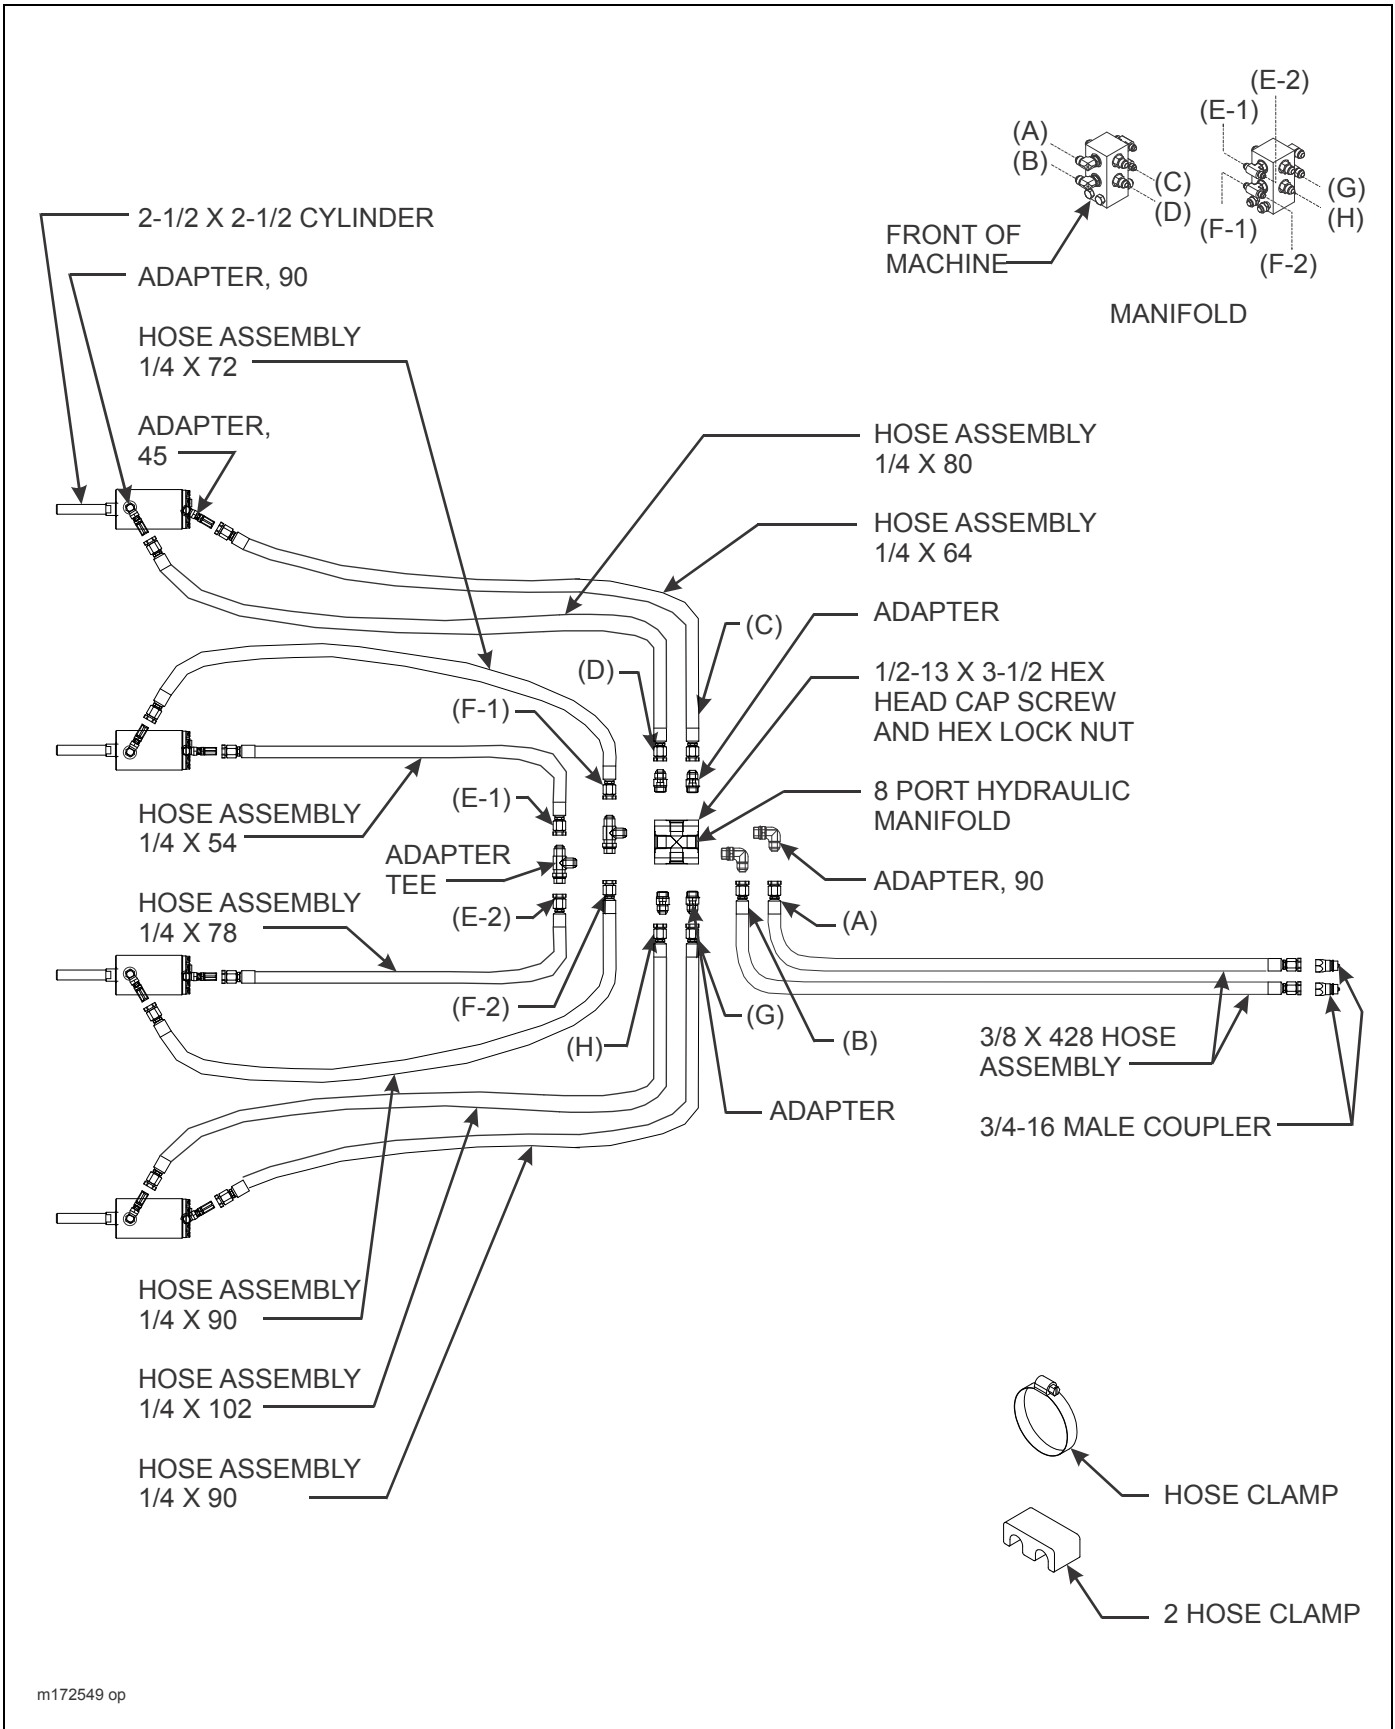 (E-2)
(E-1)
(A)
(B)
(C)
(D)
(G)
(H)
(F-1)
(F-2)
FRONT OF
MACHINE
MANIFOLD
2-1/2 X 2-1/2 CYLINDER
ADAPTER, 90
HOSE ASSEMBLY
1/4 X 72
ADAPTER,
45
HOSE ASSEMBLY
1/4 X 80
HOSE ASSEMBLY
1/4 X 64
ADAPTER
(C)
(D)
1/2-13 X 3-1/2 HEX
HEAD CAP SCREW
AND HEX LOCK NUT
(F-1)
(E-1)
8 PORT HYDRAULIC
MANIFOLD
HOSE ASSEMBLY
1/4 X 54
ADAPTER
TEE
ADAPTER, 90
HOSE ASSEMBLY
1/4 X 78
(E-2)
(A)
(F-2)
(G)
(H)
(B)
3/8 X 428 HOSE
ASSEMBLY
ADAPTER
3/4-16 MALE COUPLER
HOSE ASSEMBLY
1/4 X 90
HOSE ASSEMBLY
1/4 X 102
HOSE ASSEMBLY
1/4 X 90
HOSE CLAMP
2 HOSE CLAMP
m172549 op